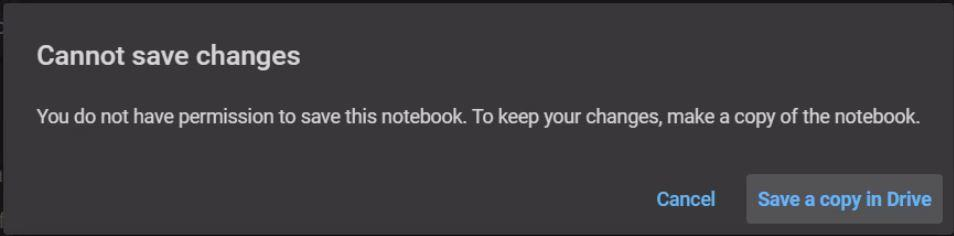 Cannot save changes
You do not have permission to save this notebook. To keep your changes, make a copy of the notebook.
Cancel
Save a copy in Drive